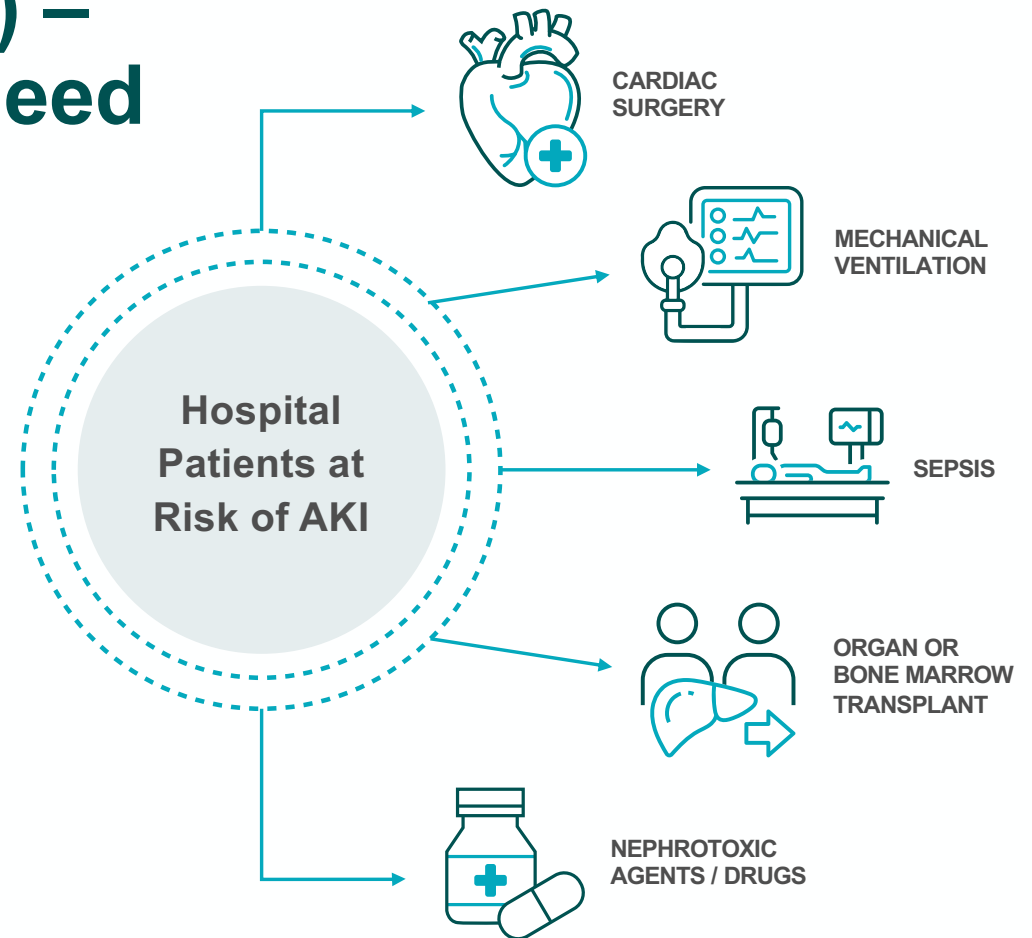 ) –
eed
CARDIAC
SURGERY
MECHANICAL
VENTILATION
Hospital
Patients at
Risk of AKI
SEPSIS
ORGAN OR
BONE MARROW
TRANSPLANT
NEPHROTOXIC
AGENTS / DRUGS